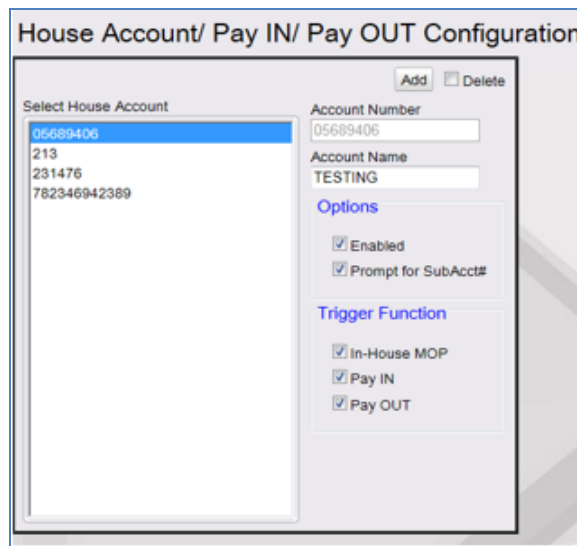 House Account/ Pay IN/ Pay OUT Configuration
Add Delete
Select House Account
05689406
213
231476
782346942389
Account Number
05689406
Account Name
TESTING
Options
Enabled
Prompt for SubAcct#
Trigger Function
In-House MOP
Pay IN
Pay OUT